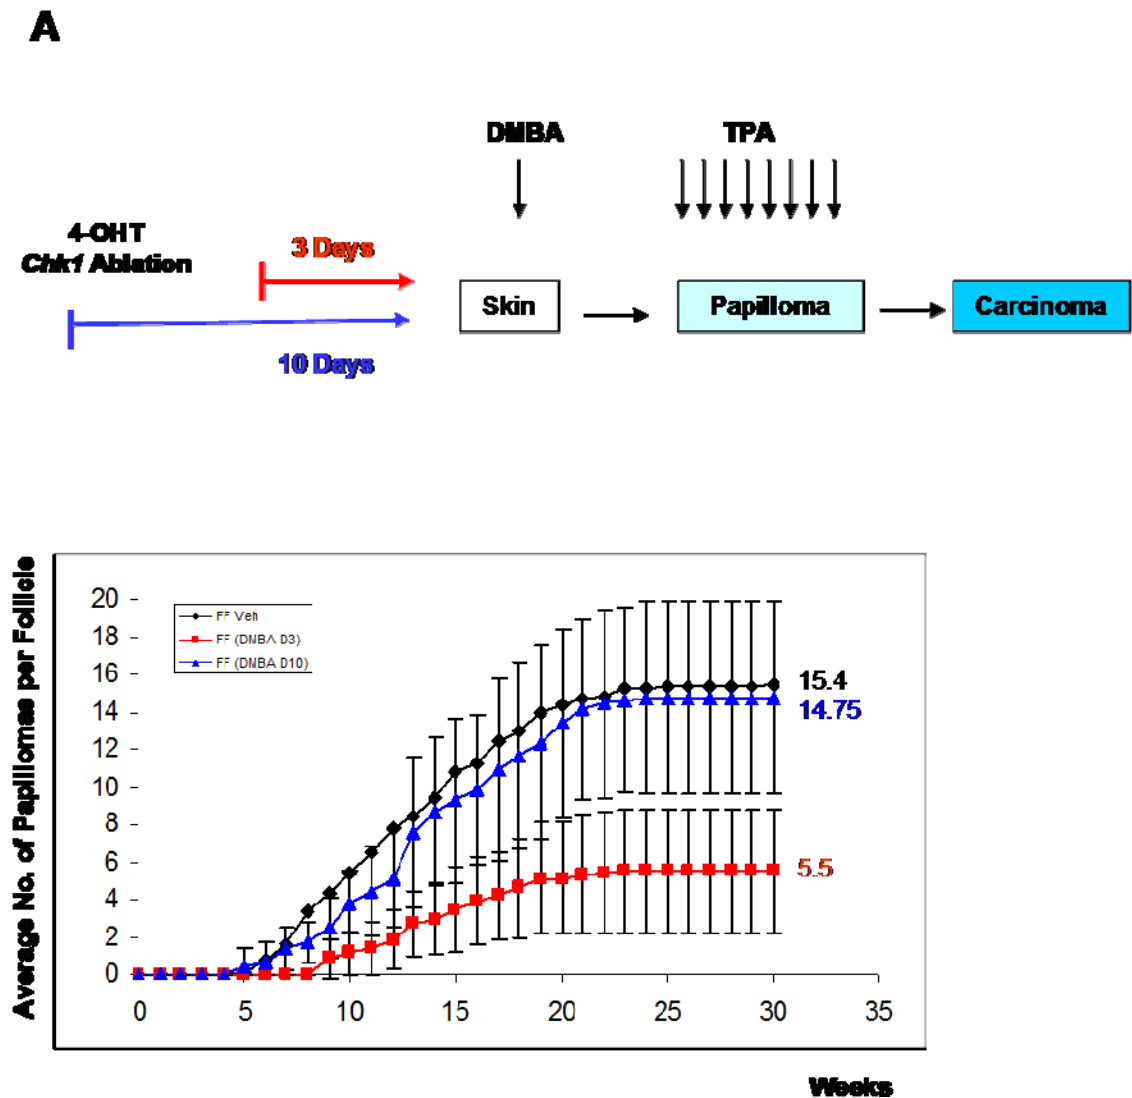 A
DMBA
TPA
4-OHT
Chk1 Ablation
3 Days
10 Days
Skin
Papilloma
Carcinoma
Average No. of Papillomas per Follicle
20
18
16
14
12
10
8
6
4
2
0
FF Veh
FF (DMBA D3)
FF (DMBA D10)
15.4
14.75
5.5
0 5 10 15 20 25 30 35
Weeks